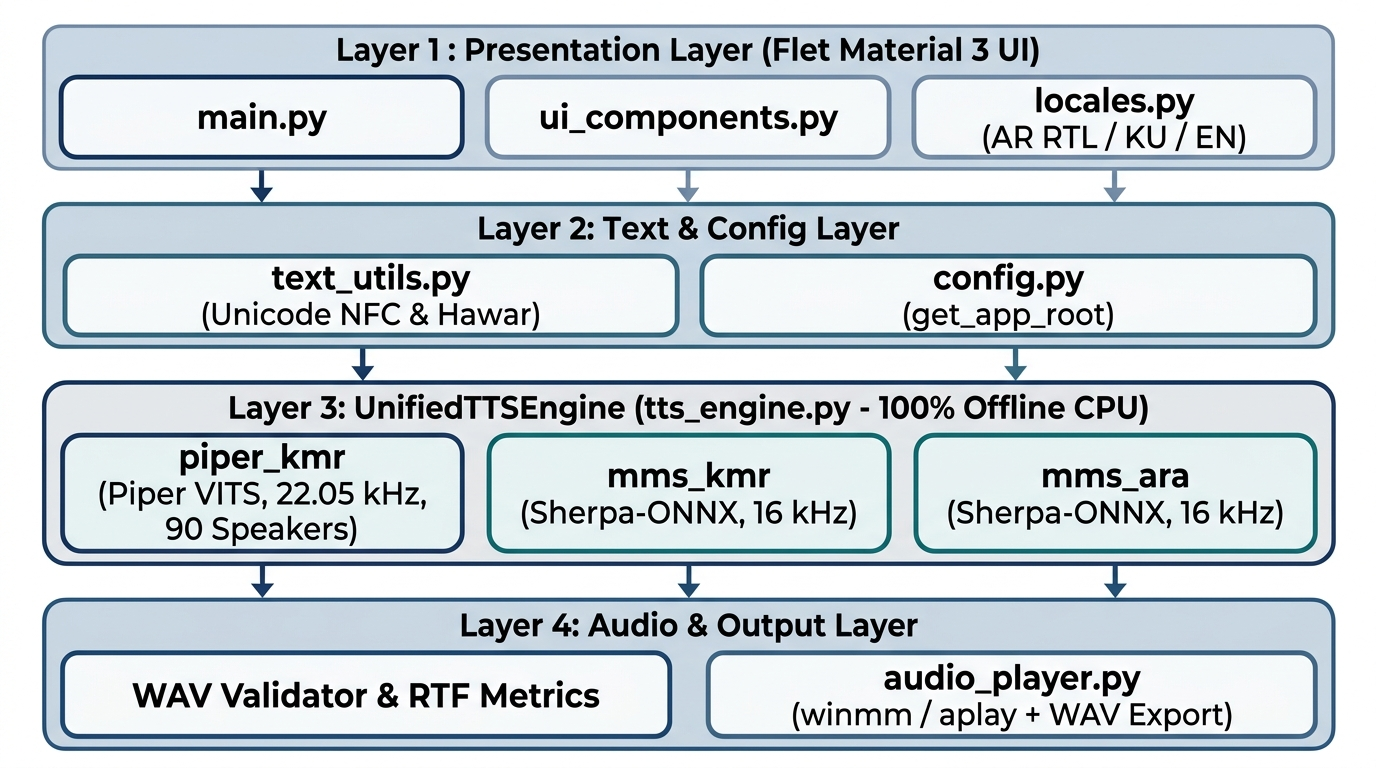 Layer 1 : Presentation Layer (Flet Material 3 UI)
main.py
ui_components.py
locales.py
(AR RTL / KU / EN)
Layer 2: Text & Config Layer
text_utils.py
(Unicode NFC & Hawar)
config.py
(get_app_root)
Layer 3: UnifiedTTSEngine (tts_engine.py - 100% Offline CPU)
piper_kmr
(Piper VITS, 22.05 kHz,
90 Speakers)
mms_kmr
(Sherpa-ONNX, 16 kHz)
mms_ara
(Sherpa-ONNX, 16 kHz)
Layer 4: Audio & Output Layer
WAV Validator & RTF Metrics
audio_player.py
(winmm / aplay + WAV Export)